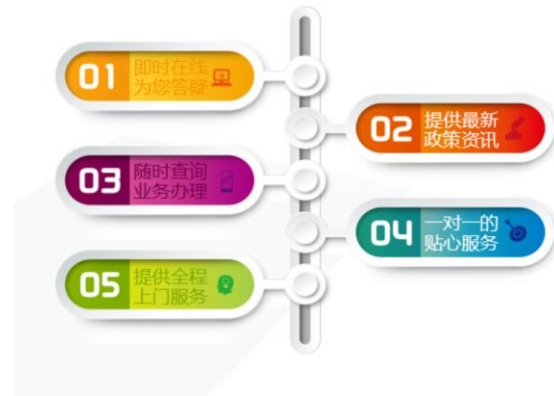 01
即时在线
为您答疑
02
提供最新
政策资讯
03
随时查询
业务办理
04
一对一的
贴心服务
05
提供全程
上门服务